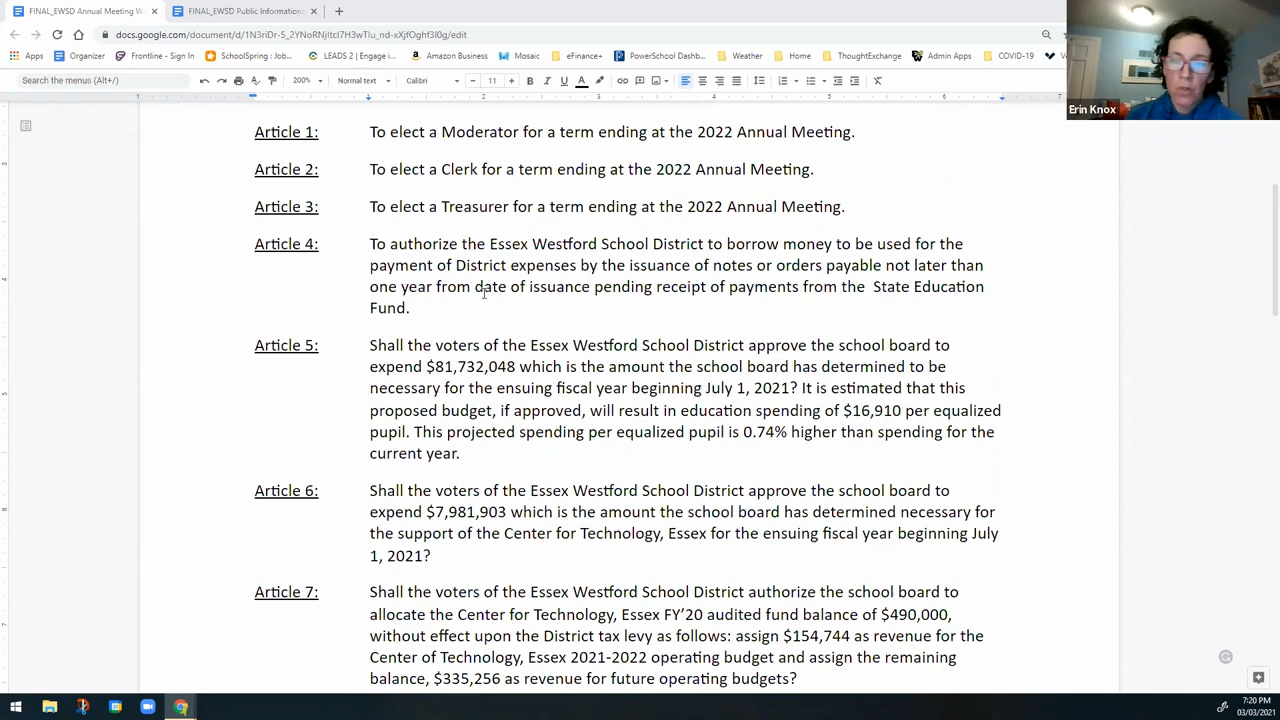 FINAL_EWSD Annual Meeting W
FINAL_EWSD Public Informationa
docs.google.com/document/d/
Apps Organizer Frontline - Sign In SchoolSpring : Job... LEADS 2 | Engage i... Amazon Business Mosaic eFinance+ PowerSchool Dashb... Weather Home ThoughtExchange Admin Apps COVID-19
Search the menus (Alt+/) 200% Normal text Calibri 11
Erin Knox
Article 1: To elect a Moderator for a term ending at the 2022 Annual Meeting.
Article 2: To elect a Clerk for a term ending at the 2022 Annual Meeting.
Article 3: To elect a Treasurer for a term ending at the 2022 Annual Meeting.
Article 4: To authorize the Essex Westford School District to borrow money to be used for the
payment of District expenses by the issuance of notes or orders payable not later than
one year from date of issuance pending receipt of payments from the State Education
Fund.
Article 5: Shall the voters of the Essex Westford School District approve the school board to
expend $81,732,048 which is the amount the school board has determined to be
necessary for the ensuing fiscal year beginning July 1, 2021? It is estimated that this
proposed budget, if approved, will result in education spending of $16,910 per equalized
pupil. This projected spending per equalized pupil is 0.74% higher than spending for the
current year.
Article 6: Shall the voters of the Essex Westford School District approve the school board to
expend $7,981,903 which is the amount the school board has determined necessary for
the support of the Center for Technology, Essex for the ensuing fiscal year beginning July
1, 2021?
Article 7: Shall the voters of the Essex Westford School District authorize the school board to
allocate the Center for Technology, Essex FY’20 audited fund balance of $490,000,
without effect upon the District tax levy as follows: assign $154,744 as revenue for the
Center of Technology, Essex 2021-2022 operating budget and assign the remaining
balance, $335,256 as revenue for future operating budgets?
7:20 PM
03/03/2021